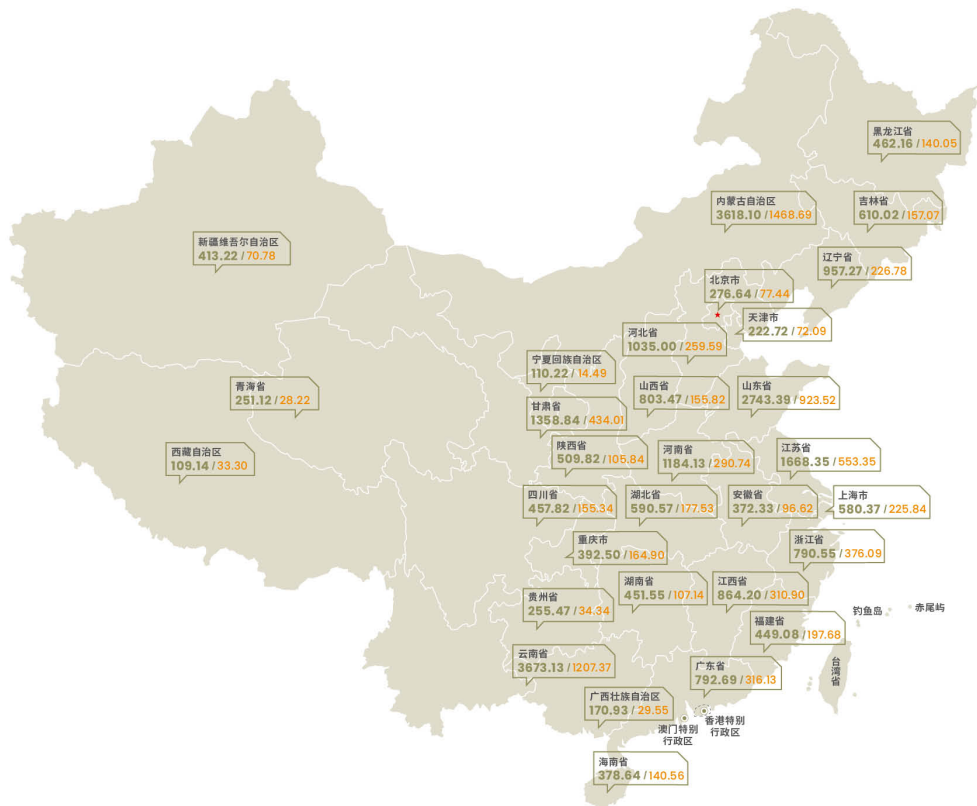 黑龙江省
462.16 / 140.05
内蒙古自治区
3618.10 / 1468.69
吉林省
610.02 / 157.07
新疆维吾尔自治区
413.22 / 70.78
辽宁省
957.27 / 226.78
北京市
276.64 / 77.44
天津市
222.72 / 72.09
河北省
1035.00 / 259.59
宁夏回族自治区
110.22 / 14.49
青海省
251.12 / 28.22
山西省
803.47 / 155.82
山东省
2743.39 / 923.52
甘肃省
1358.84 / 434.01
西藏自治区
109.14 / 33.30
陕西省
509.82 / 105.84
河南省
1184.13 / 290.74
江苏省
1668.35 / 553.35
四川省
457.82 / 155.34
湖北省
590.57 / 177.53
安徽省
372.33 / 96.62
上海市
580.37 / 225.84
重庆市
392.50 / 164.90
浙江省
790.55 / 376.09
湖南省
451.55 / 107.14
江西省
864.20 / 310.90
贵州省
255.47 / 34.34
钓鱼岛
赤尾屿
福建省
449.08 / 197.68
云南省
3673.13 / 1207.37
广东省
792.69 / 316.13
台湾省
广西壮族自治区
170.93 / 29.55
澳门特别
行政区
香港特别
行政区
海南省
378.64 / 140.56